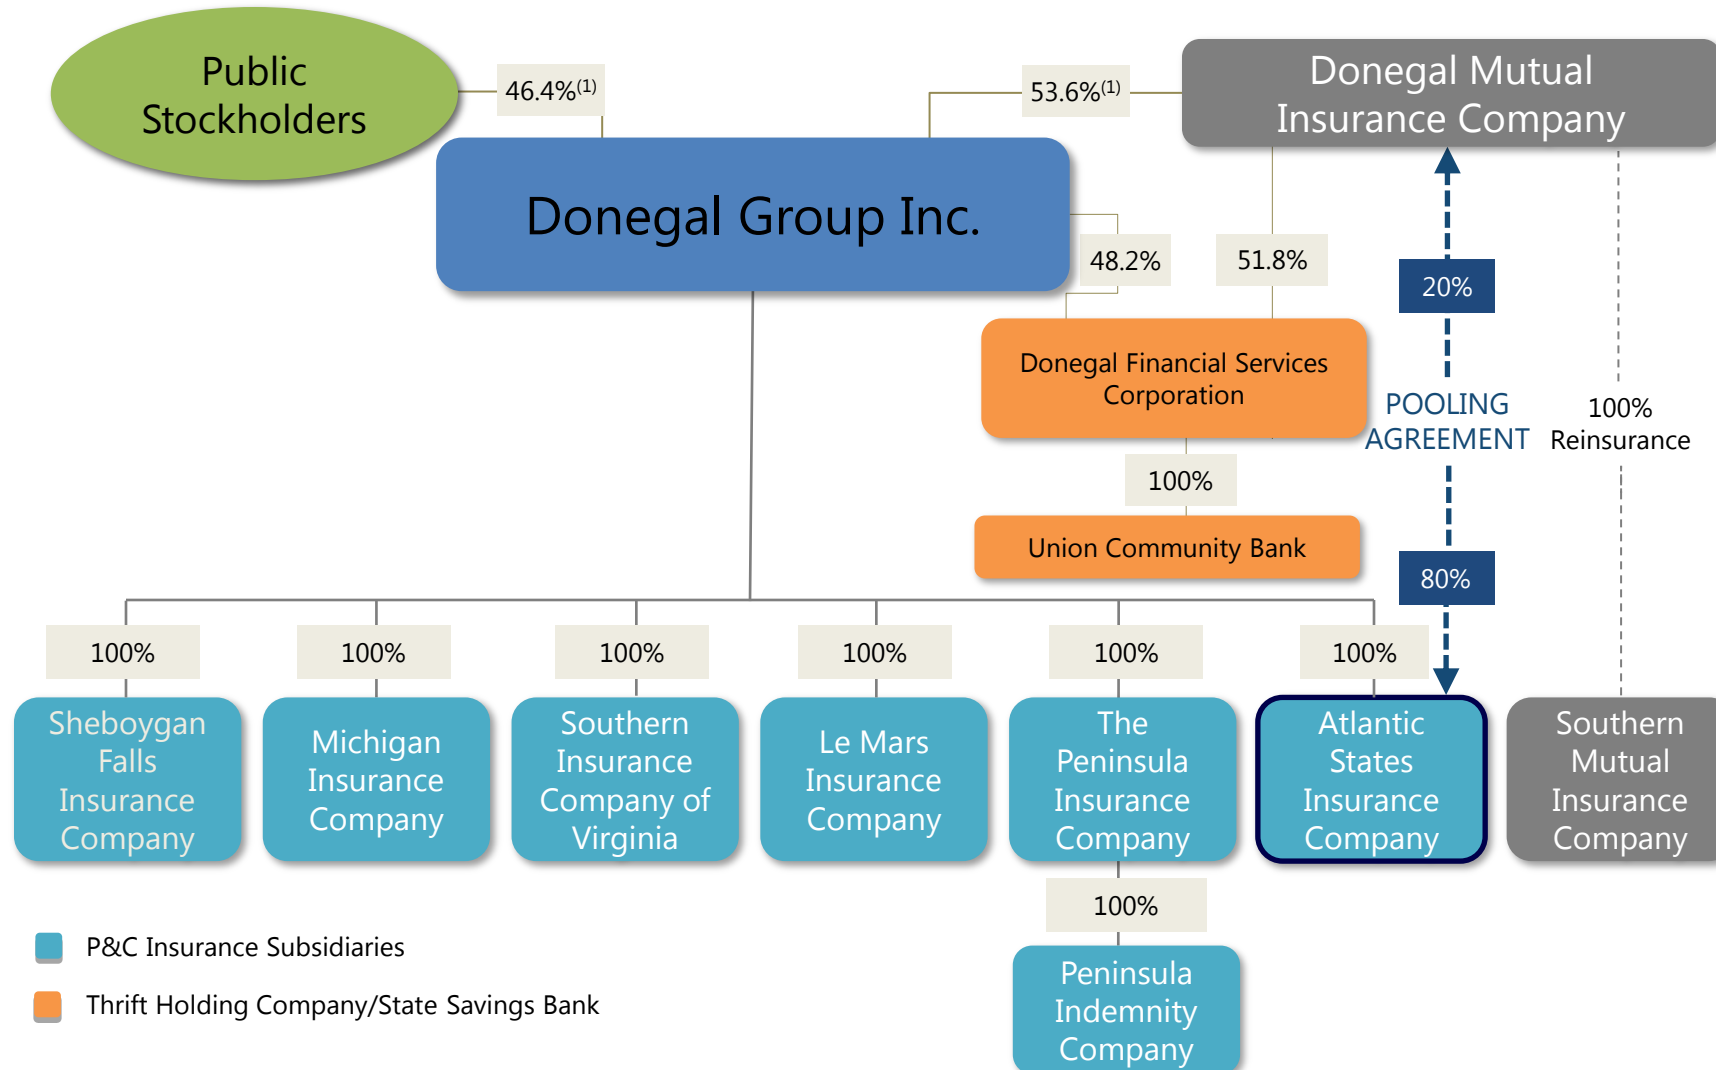 Public
Stockholders
46.4%(1)
53.6%(1)
Donegal Mutual
Insurance Company
Donegal Group Inc.
48.2%
51.8%
20%
Donegal Financial Services
Corporation
POOLING
AGREEMENT
100%
Reinsurance
100%
Union Community Bank
80%
100%
100%
100%
100%
100%
100%
Sheboygan
Falls
Insurance
Company
Michigan
Insurance
Company
Southern
Insurance
Company of
Virginia
Le Mars
Insurance
Company
The
Peninsula
Insurance
Company
Atlantic
States
Insurance
Company
Southern
Mutual
Insurance
Company
100%
Peninsula
Indemnity
Company
P&C Insurance Subsidiaries
Thrift Holding Company/State Savings Bank